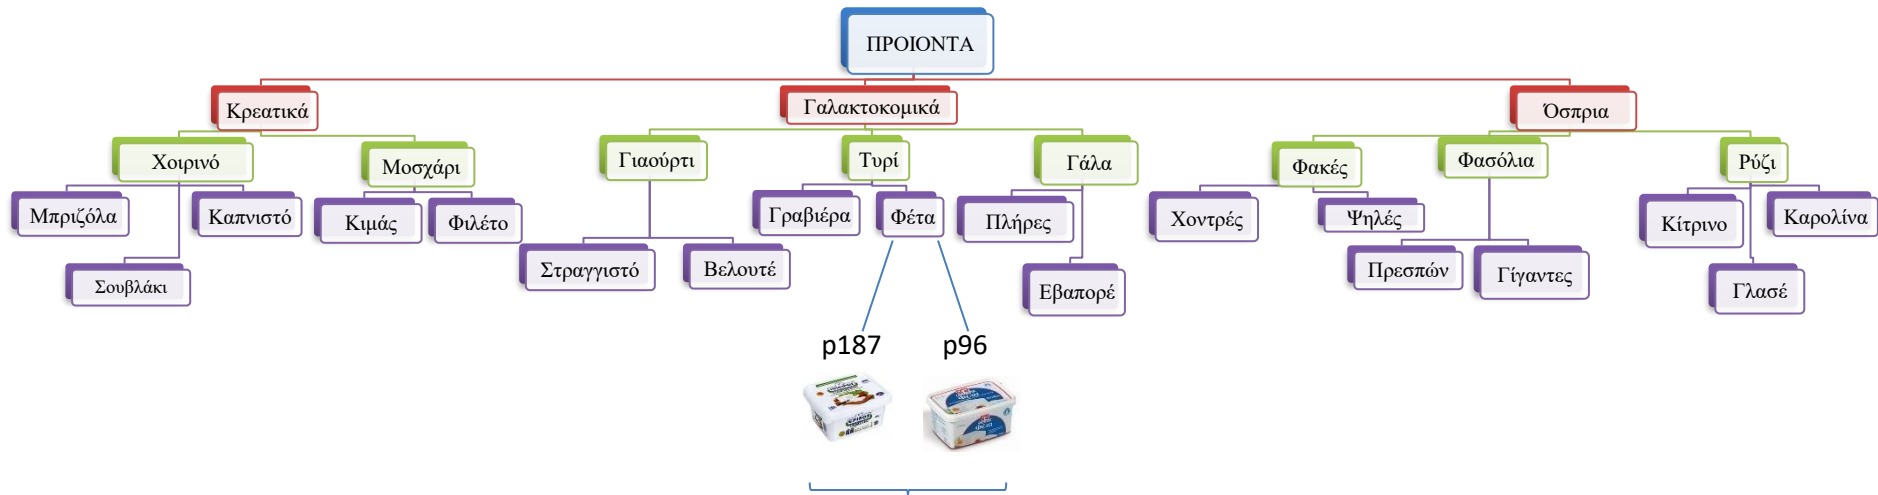 ΠΡΟΙΟΝΤΑ
Κρεατικά
Γαλακτοκομικά
Όσπρια
Χοιρινό
Μοσχάρι
Γιαούρτι
Τυρί
Γάλα
Φακές
Φασόλια
Ρύζι
Μπριζόλα
Καπνιστό
Κιμάς
Φιλέτο
Γραβιέρα
Φέτα
Πλήρες
Χοντρές
Ψηλές
Κίτρινο
Καρολίνα
Σουβλάκι
Στραγγιστό
Βελουτέ
Εβαπορέ
Πρεσπών
Γίγαντες
Γλασέ
p187
p96